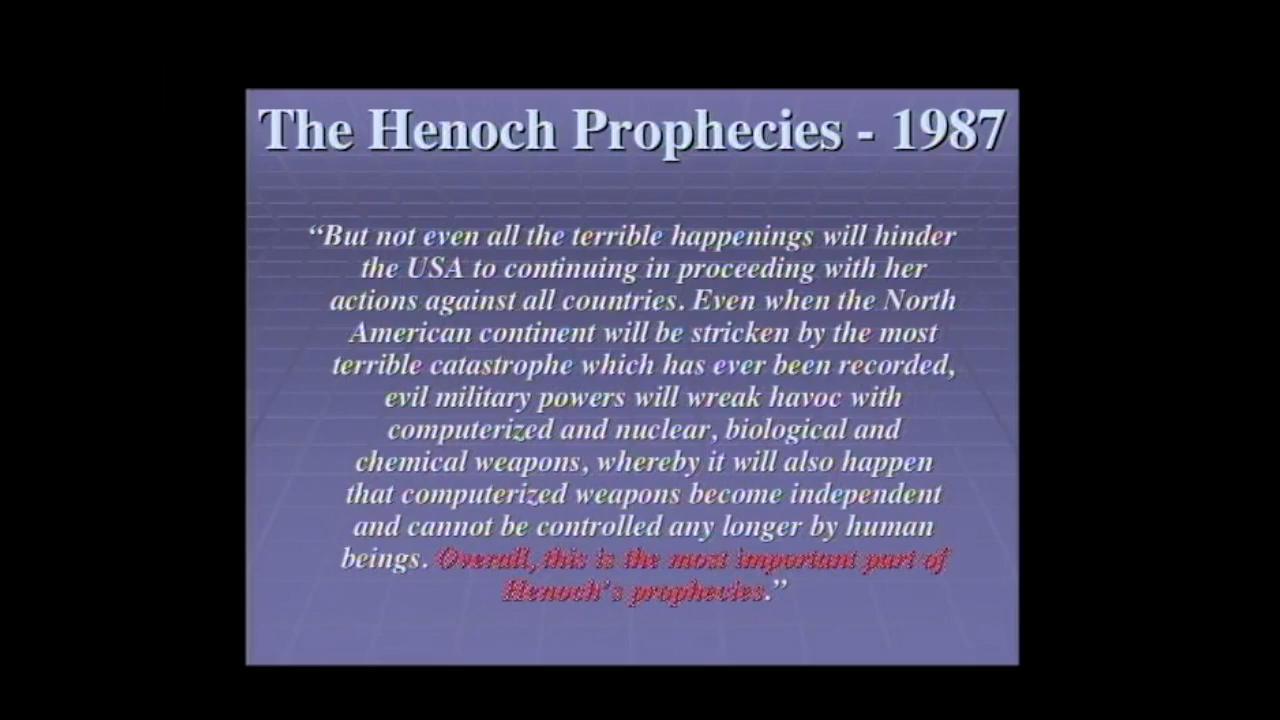 The Henoch Prophecies - 1987
“But not even all the terrible happenings will hinder
the USA to continuing in proceeding with her
actions against all countries. Even when the North
American continent will be stricken by the most
terrible catastrophe which has ever been recorded,
evil military powers will wreak havoc with
computerized and nuclear, biological and
chemical weapons, whereby it will also happen
that computerized weapons become independent
and cannot be controlled any longer by human
beings. Overall, this is the most important part of
Henoch's prophecies.”